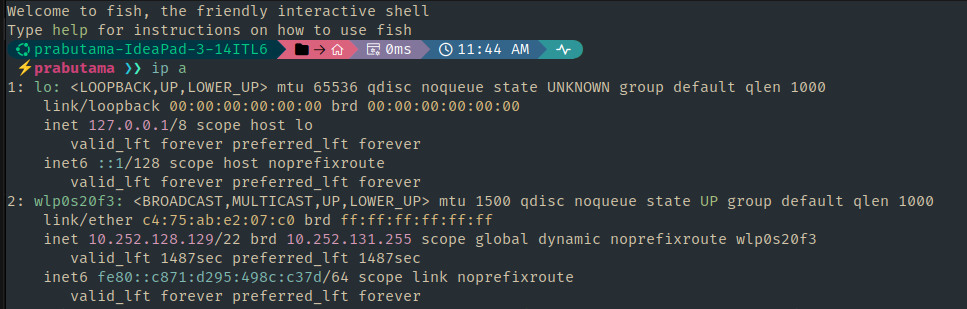 Welcome to fish, the friendly interactive shell
Type help for instructions on how to use fish
prabutama-IdeaPad-3-14ITL6 → 0ms 11:44 AM
⚡prabutama ❯❯ ip a
1: lo: <LOOPBACK,UP,LOWER_UP> mtu 65536 qdisc noqueue state UNKNOWN group default qlen 1000
link/loopback 00:00:00:00:00:00 brd 00:00:00:00:00:00
inet 127.0.0.1/8 scope host lo
valid_lft forever preferred_lft forever
inet6 ::1/128 scope host noprefixroute
valid_lft forever preferred_lft forever
2: wlp0s20f3: <BROADCAST,MULTICAST,UP,LOWER_UP> mtu 1500 qdisc noqueue state UP group default qlen 1000
link/ether c4:75:ab:e2:07:c0 brd ff:ff:ff:ff:ff:ff
inet 10.252.128.129/22 brd 10.252.131.255 scope global dynamic noprefixroute wlp0s20f3
valid_lft 1487sec preferred_lft 1487sec
inet6 fe80::c871:d295:498c:c37d/64 scope link noprefixroute
valid_lft forever preferred_lft forever